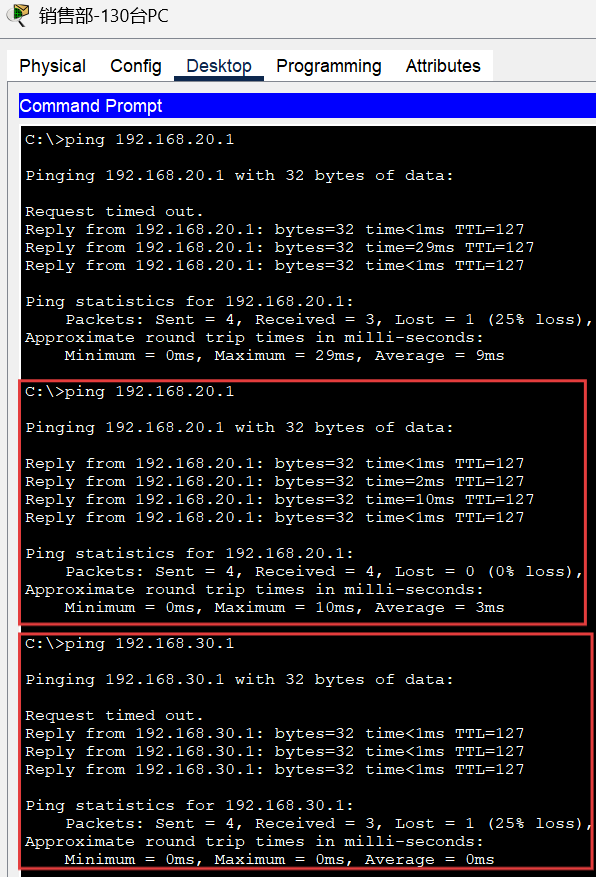 销售部-130台PC
Physical Config Desktop Programming Attributes
Command Prompt
C:\>ping 192.168.20.1
Pinging 192.168.20.1 with 32 bytes of data:
Request timed out.
Reply from 192.168.20.1: bytes=32 time<1ms TTL=127
Reply from 192.168.20.1: bytes=32 time=29ms TTL=127
Reply from 192.168.20.1: bytes=32 time<1ms TTL=127
Ping statistics for 192.168.20.1:
Packets: Sent = 4, Received = 3, Lost = 1 (25% loss),
Approximate round trip times in milli-seconds:
Minimum = 0ms, Maximum = 29ms, Average = 9ms
C:\>ping 192.168.20.1
Pinging 192.168.20.1 with 32 bytes of data:
Reply from 192.168.20.1: bytes=32 time<1ms TTL=127
Reply from 192.168.20.1: bytes=32 time=2ms TTL=127
Reply from 192.168.20.1: bytes=32 time=10ms TTL=127
Reply from 192.168.20.1: bytes=32 time<1ms TTL=127
Ping statistics for 192.168.20.1:
Packets: Sent = 4, Received = 4, Lost = 0 (0% loss),
Approximate round trip times in milli-seconds:
Minimum = 0ms, Maximum = 10ms, Average = 3ms
C:\>ping 192.168.30.1
Pinging 192.168.30.1 with 32 bytes of data:
Request timed out.
Reply from 192.168.30.1: bytes=32 time<1ms TTL=127
Reply from 192.168.30.1: bytes=32 time<1ms TTL=127
Reply from 192.168.30.1: bytes=32 time<1ms TTL=127
Ping statistics for 192.168.30.1:
Packets: Sent = 4, Received = 3, Lost = 1 (25% loss),
Approximate round trip times in milli-seconds:
Minimum = 0ms, Maximum = 0ms, Average = 0ms